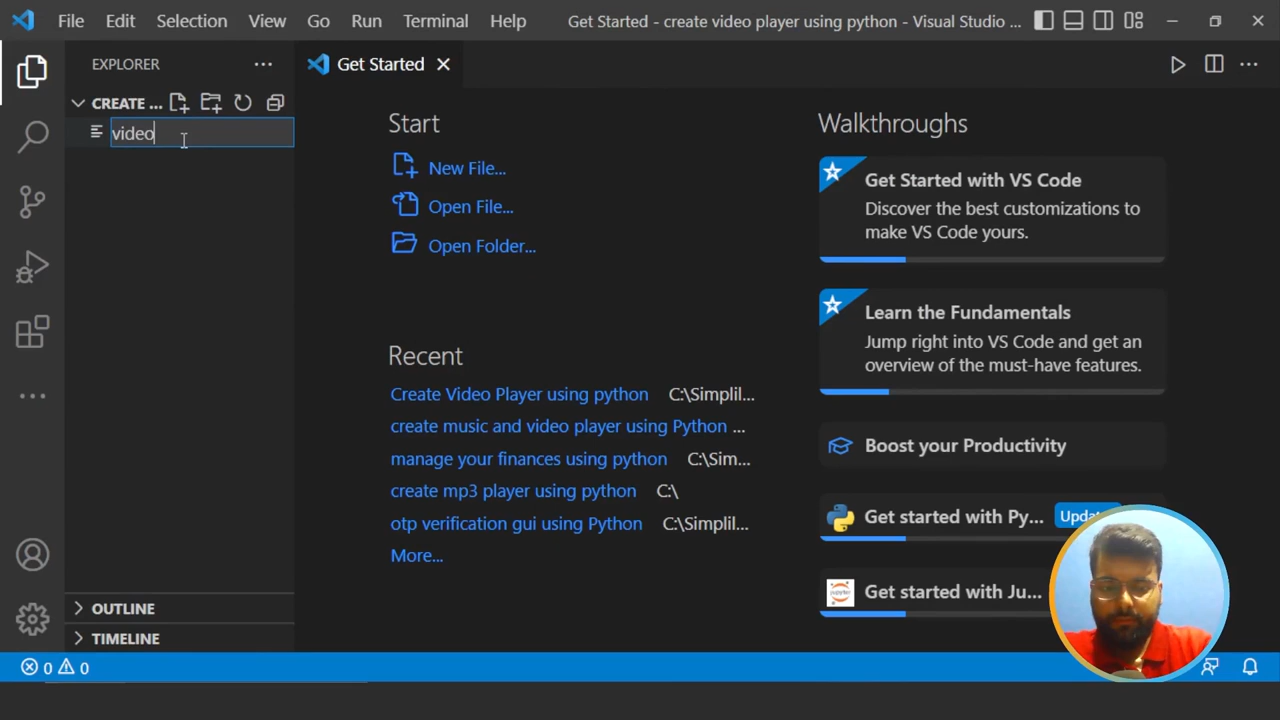 File Edit Selection View Go Run Terminal Help Get Started - create video player using python - Visual Studio ...
EXPLORER
CREATE ...
video
Get Started
Start
New File...
Open File...
Open Folder...
Recent
Create Video Player using python C:\Simplil...
create music and video player using Python ...
manage your finances using python C:\Sim...
create mp3 player using python C:\
otp verification gui using Python C:\Simplil...
More...
Walkthroughs
Get Started with VS Code
Discover the best customizations to
make VS Code yours.
Learn the Fundamentals
Jump right into VS Code and get an
overview of the must-have features.
Boost your Productivity
Get started with Py...
Get started with Ju...
OUTLINE
TIMELINE
0 0